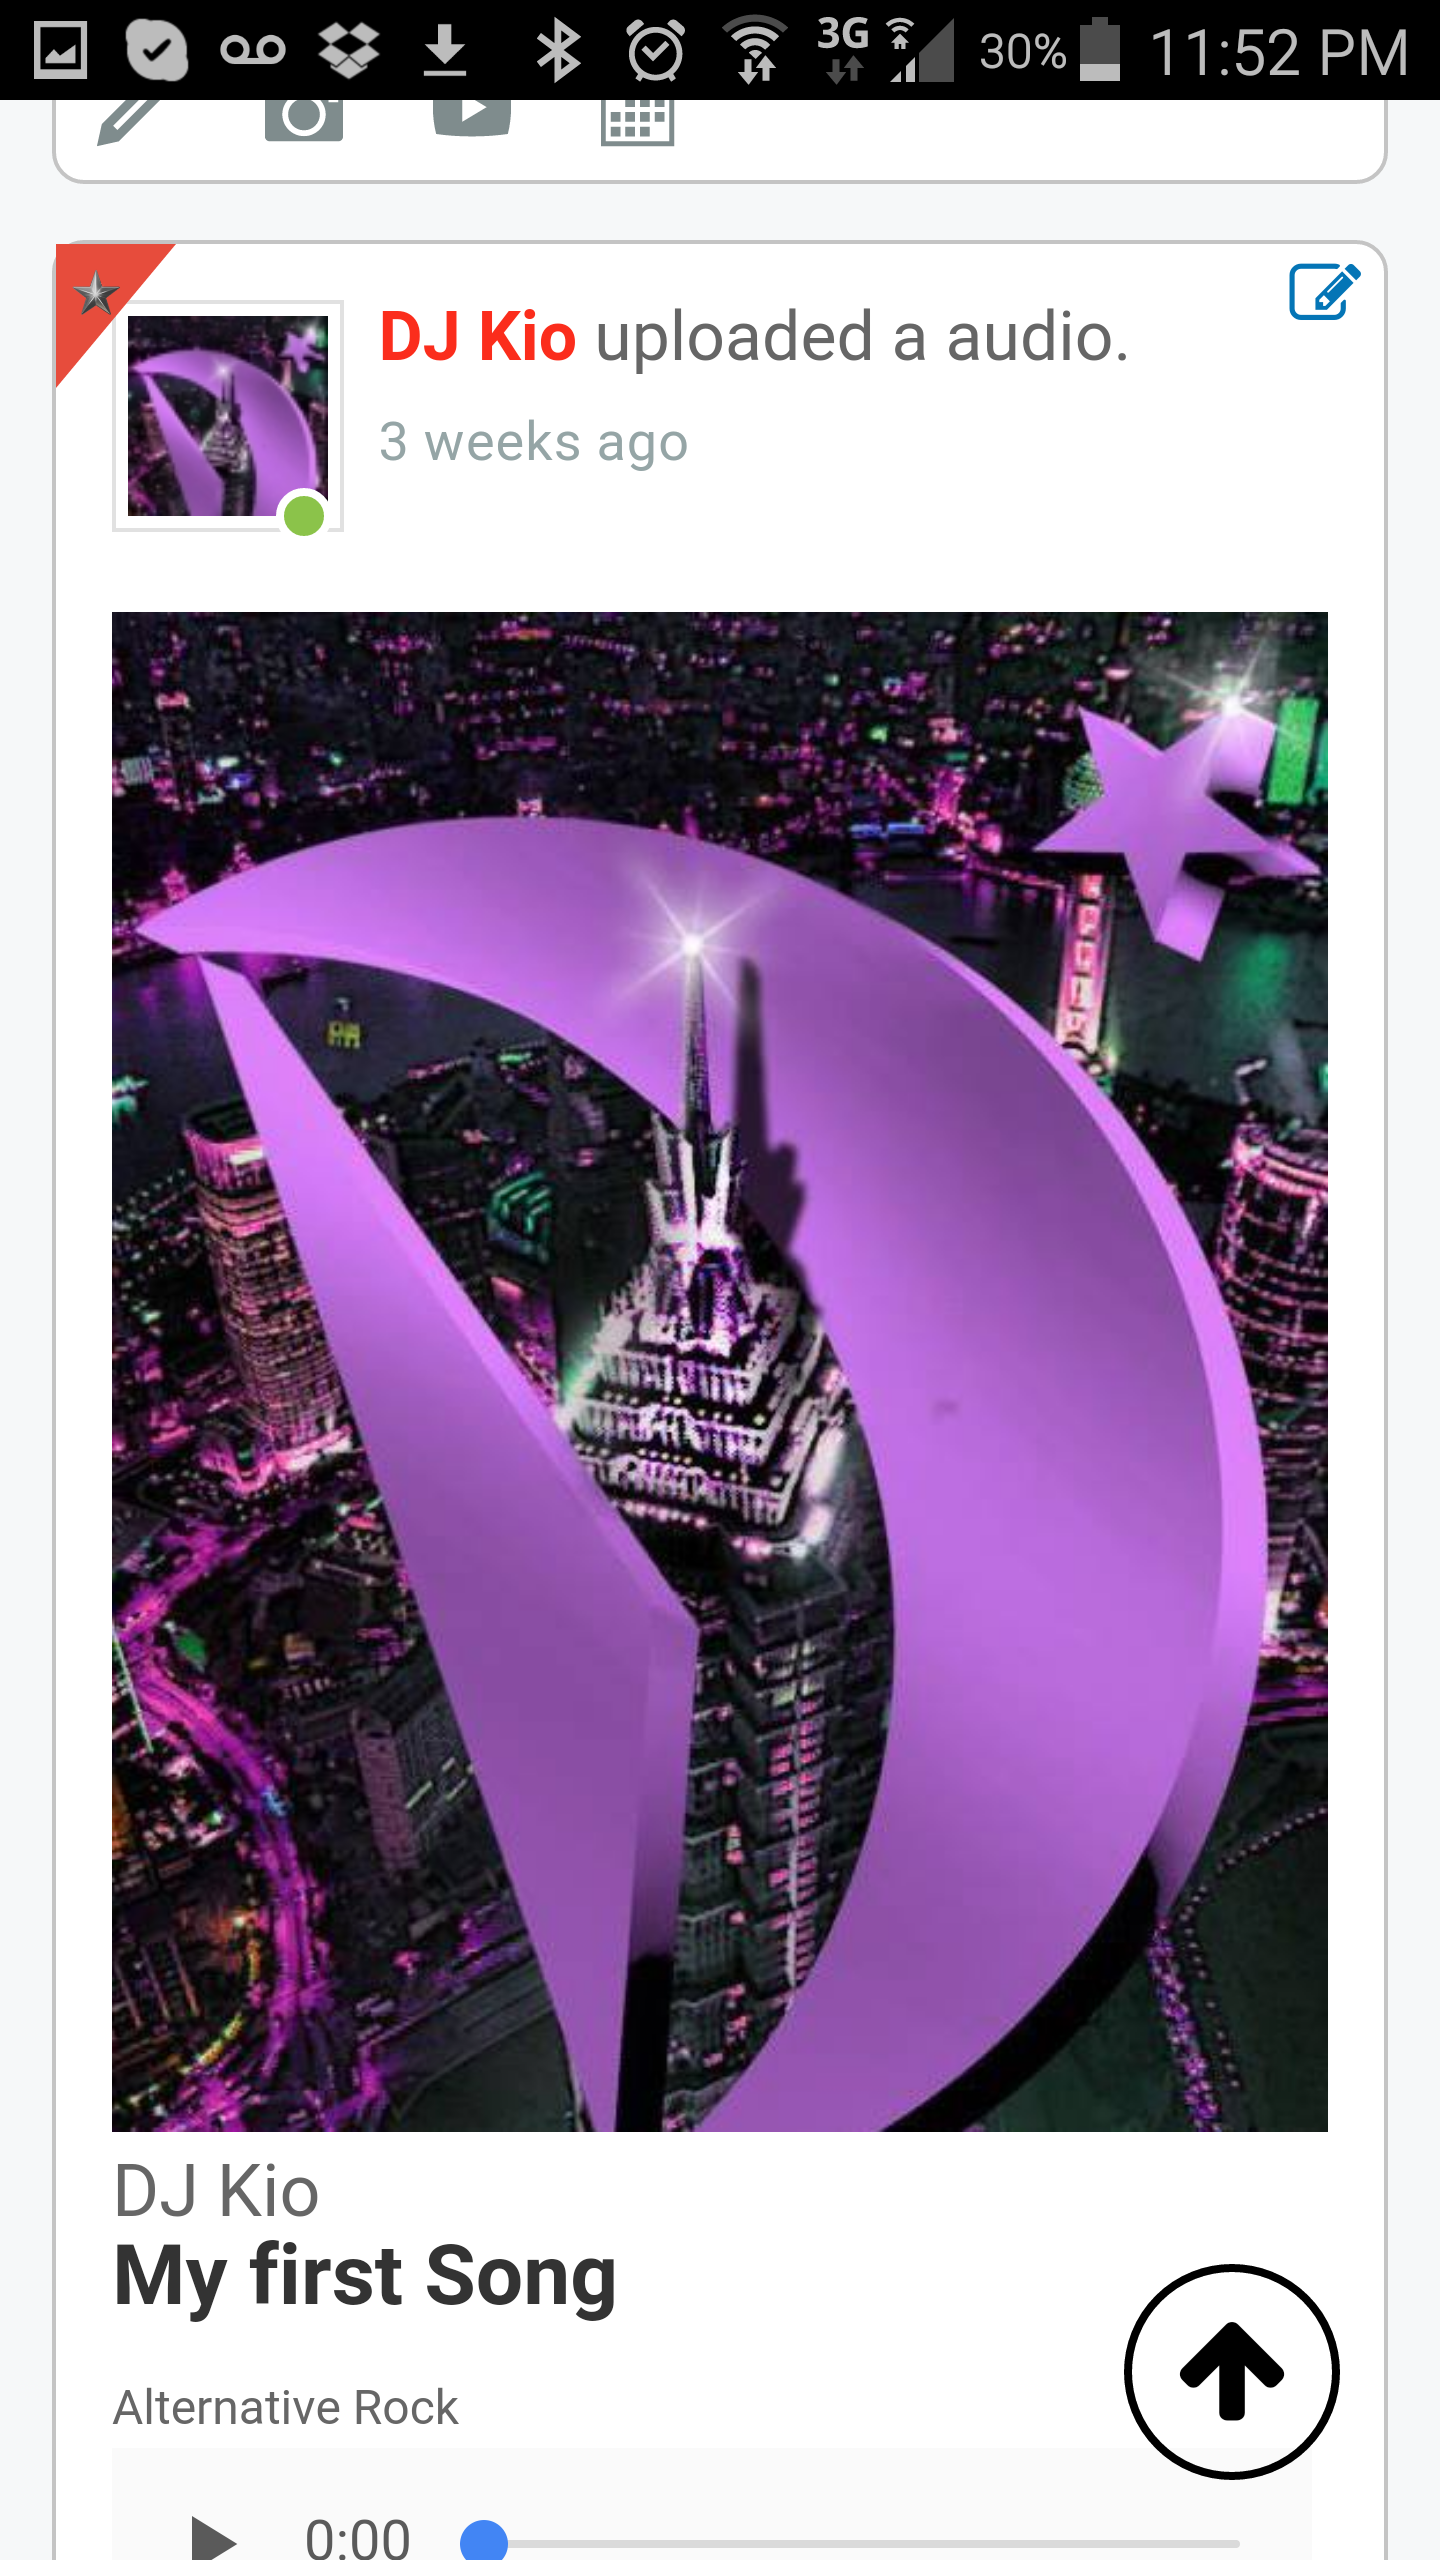 3G 30% 11:52 PM
DJ Kio uploaded a audio.
3 weeks ago
DJ Kio
My first Song
Alternative Rock
0:00